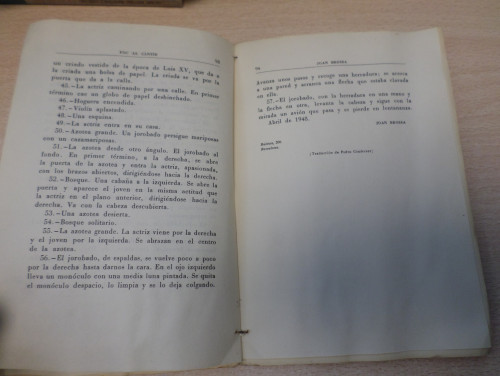 un criado vestido de la época de Luis XV, que da a
la criada una bolsa de papel. La criada se va por
la puerta que da a la calle.
45.—La actriz caminando por una calle. En primer
término cae un globo de papel deshinchado.
46.—Hoguera encendida.
47.—Violín aplastado.
48.—Una esquina.
49.—La actriz entra en su casa.
50.—Azotea grande. Un jorobado persigue mariposas
con un cazamariposas.
51.—La azotea desde otro ángulo. El jorobado al
fondo. En primer término, a la derecha, se abre
la puerta de la azotea y entra la actriz, apasionada,
con los brazos abiertos, dirigiéndose hacia la derecha.
52.—Bosque. Una cabaña a la izquierda. Se abre la
puerta y aparece el joven en la misma actitud que
la actriz en el plano anterior, dirigiéndose hacia la
izquierda. Va con la cabeza descubierta.
53.—Una azotea desierta.
54.—Bosque solitario.
55.—La azotea grande. La actriz viene por la derecha
y el joven por la izquierda. Se abrazan en el centro
de la azotea.
56.—El jorobado, de espaldas, se vuelve poco a poco
por la derecha hasta darnos la cara. En el ojo izquierdo
lleva un monóculo con una media luna pintada. Se quita
el monóculo despacio, lo limpia y se lo deja colgando.
JUAN BROSSA
Avanza unos pasos y recoge una herradura; se acerca
a una pared y arranca una flecha que estaba clavada
en ella.
57.—El jorobado, con la herradura en una mano y
la flecha en otra, levanta la cabeza y sigue con la
mirada un avión que pasa y se pierde en lontananza.
Abril de 1948.
JUAN BROSSA
Barcelona.
(Traducción de